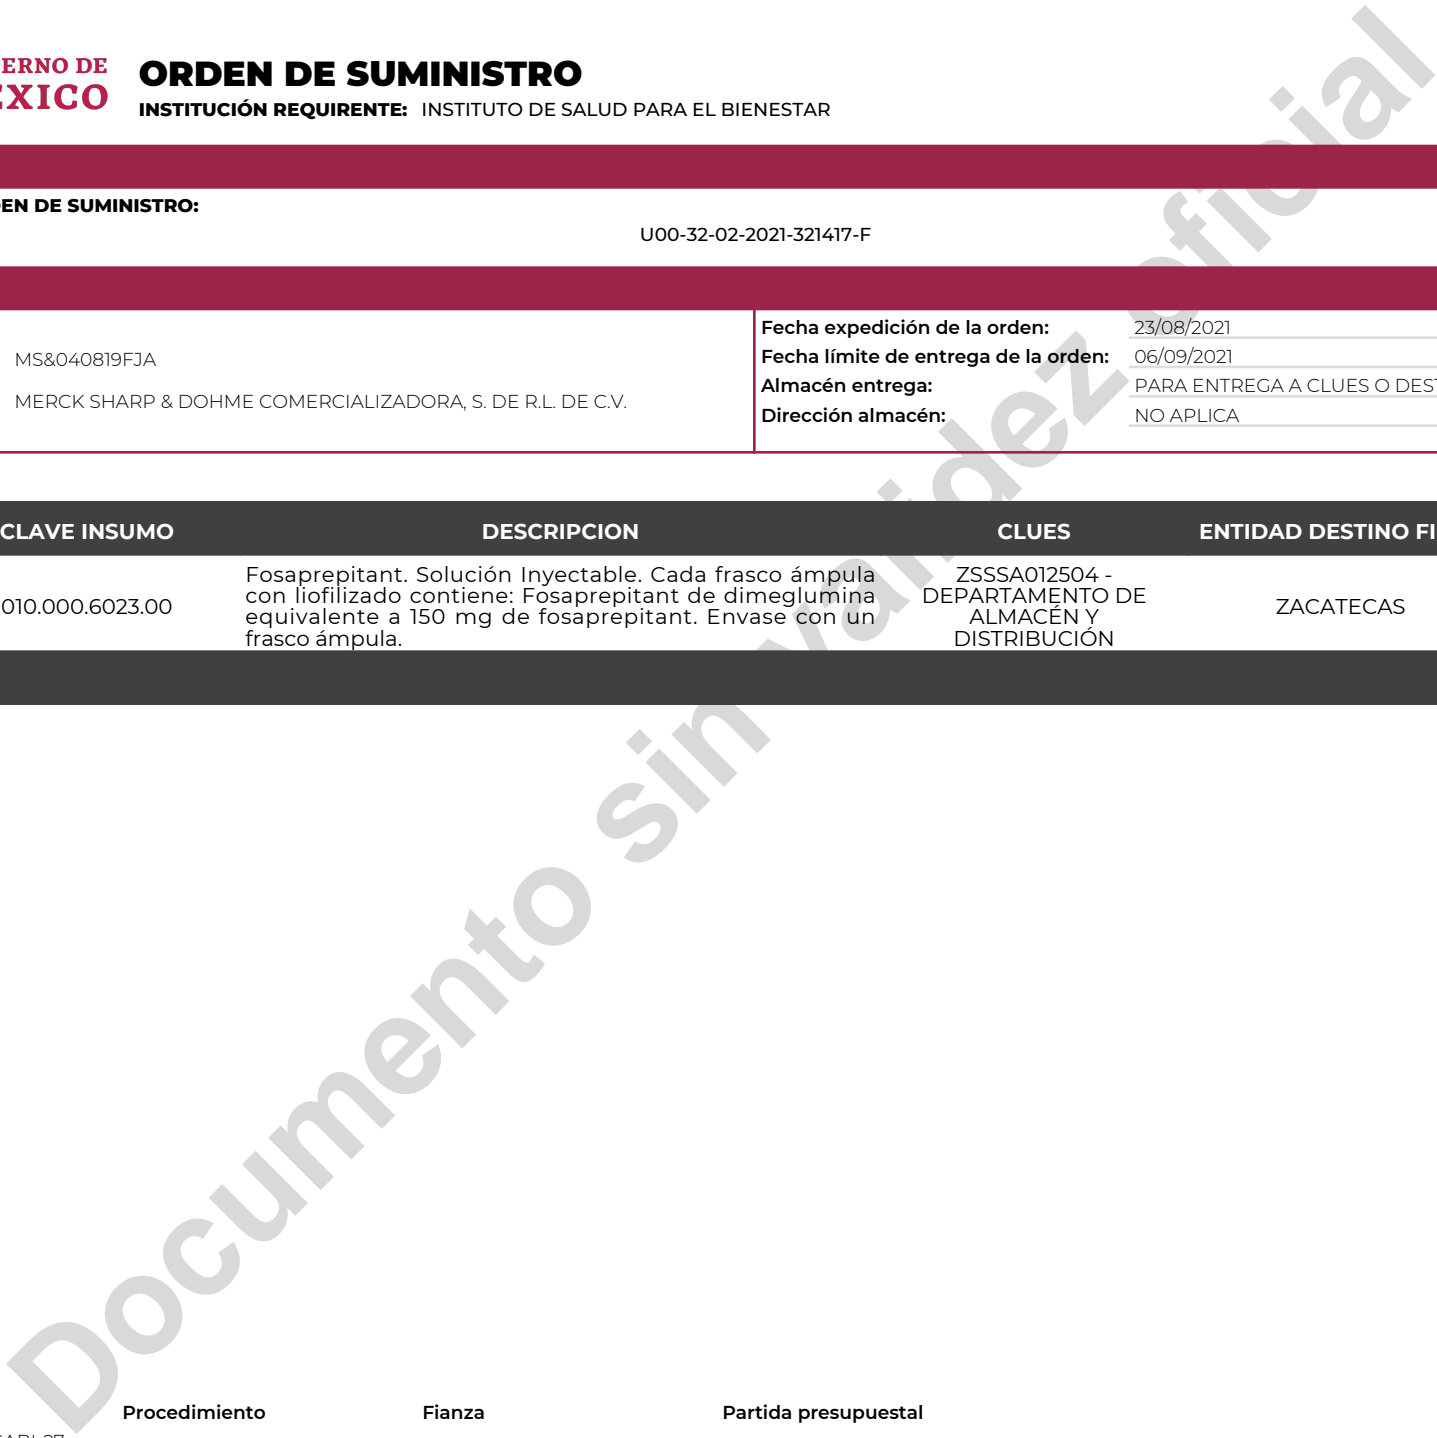 ERNO DE
EXICO
ORDEN DE SUMINISTRO
INSTITUCIÓN REQUIRENTE: INSTITUTO DE SALUD PARA EL BIENESTAR
EN DE SUMINISTRO:
U00-32-02-2021-321417-F
MS&040819FJA
MERCK SHARP & DOHME COMERCIALIZADORA, S. DE R.L. DE C.V.
Fecha expedición de la orden: 23/08/2021
Fecha límite de entrega de la orden: 06/09/2021
Almacén entrega: PARA ENTREGA A CLUES O DEST
Dirección almacén: NO APLICA
CLAVE INSUMO DESCRIPCION CLUES ENTIDAD DESTINO FI
010.000.6023.00
Fosaprepitant. Solución Inyectable. Cada frasco ámpula
con liofilizado contiene: Fosaprepitant de dimeglumina
equivalente a 150 mg de fosaprepitant. Envase con un
frasco ámpula.
ZSSSA012504 -
DEPARTAMENTO DE
ALMACÉN Y
DISTRIBUCIÓN
ZACATECAS
Documento sin validez oficial
Procedimiento Fianza Partida presupuestal